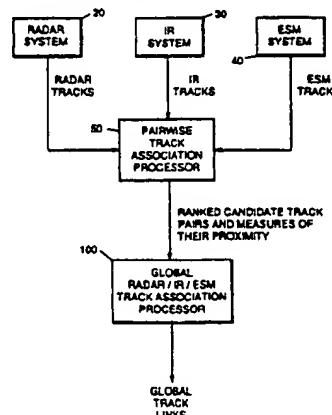 20
RADAR
SYSTEM
RADAR
TRACKS
30
IR
SYSTEM
IR
TRACKS
ESM
SYSTEM
40
ESM
TRACK
50
PAIRWISE
TRACK
ASSOCIATION
PROCESSOR
RANKED CANDIDATE TRACK
PAIRS AND MEASURES OF
THEIR PROXIMITY
100
GLOBAL
RADAR / IR / ESM
TRACK ASSOCIATION
PROCESSOR
GLOBAL
TRACK
LINKS